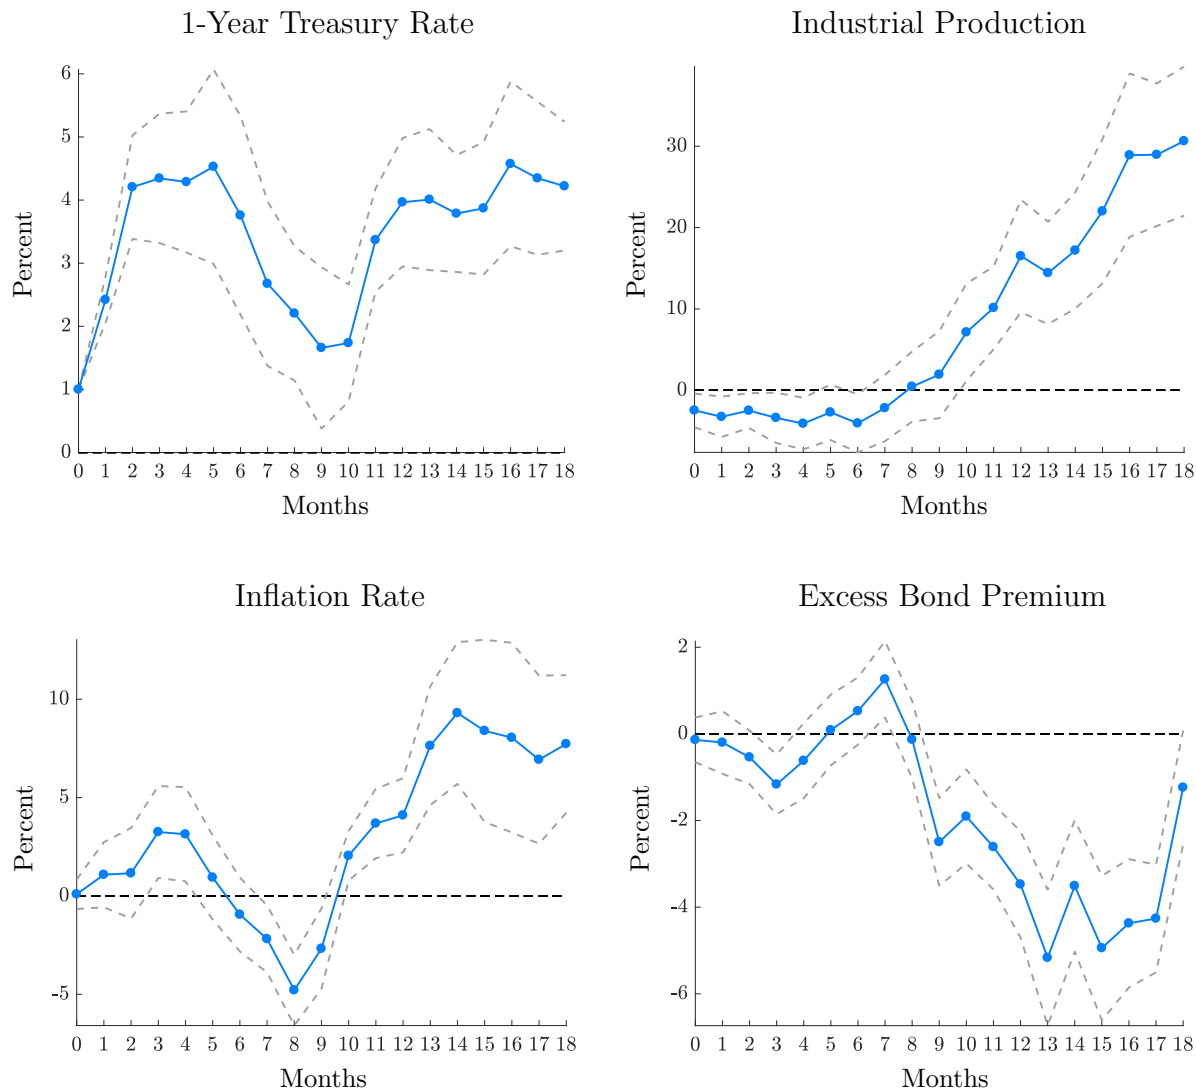 1-Year Treasury Rate
6
5
4
3
2
1
0
Percent
0 1 2 3 4 5 6 7 8 9 10 11 12 13 14 15 16 17 18
Months
Industrial Production
30
20
10
0
Percent
0 1 2 3 4 5 6 7 8 9 10 11 12 13 14 15 16 17 18
Months
Inflation Rate
10
5
0
-5
Percent
0 1 2 3 4 5 6 7 8 9 10 11 12 13 14 15 16 17 18
Months
Excess Bond Premium
2
0
-2
-4
-6
Percent
0 1 2 3 4 5 6 7 8 9 10 11 12 13 14 15 16 17 18
Months